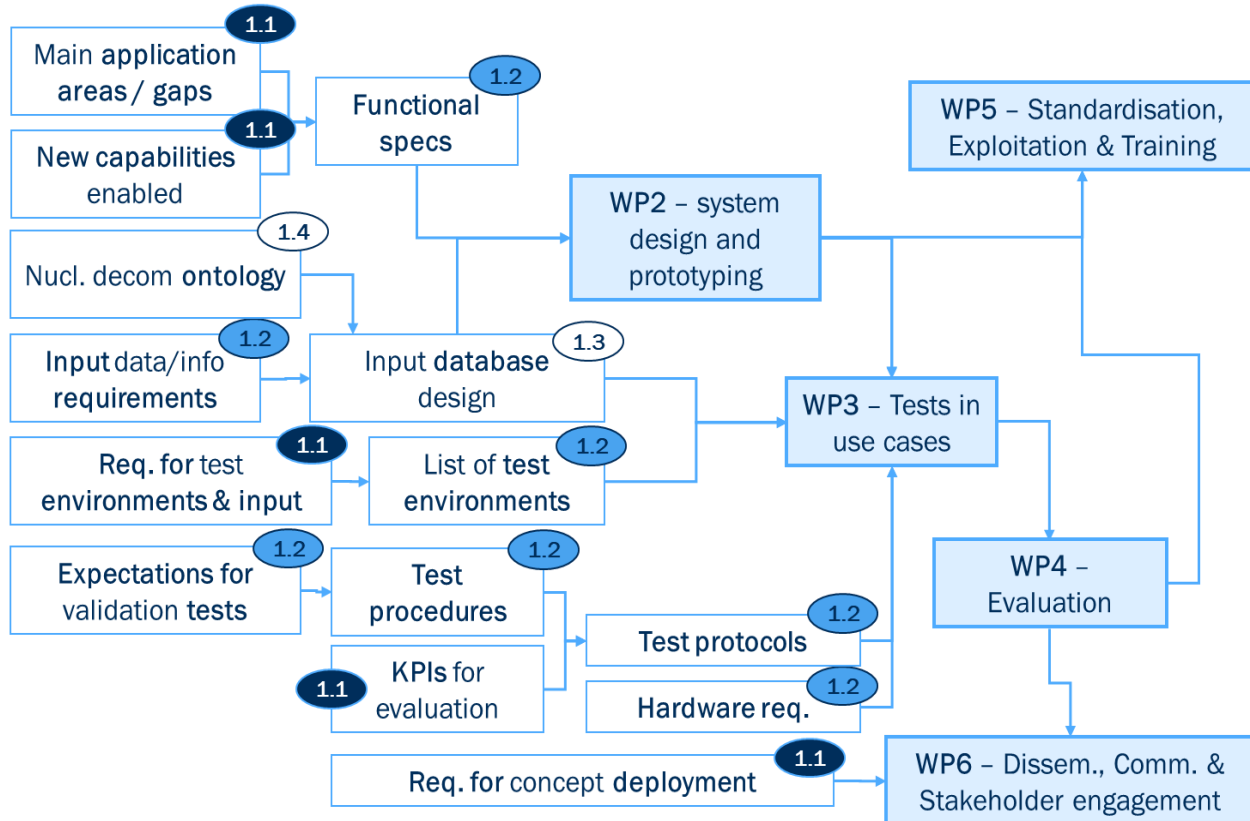 1.1
Main application
areas / gaps
1.2
Functional
specs
1.1
New capabilities
enabled
WP5 – Standardisation,
Exploitation & Training
WP2 – system
design and
prototyping
1.4
Nucl. decom ontology
1.2
Input data/info
requirements
1.3
Input database
design
WP3 – Tests in
use cases
1.1
Req. for test
environments & input
1.2
List of test
environments
1.2
Expectations for
validation tests
1.2
Test
procedures
WP4 –
Evaluation
1.2
Test protocols
1.1
KPIs for
evaluation
1.2
Hardware req.
1.1
Req. for concept deployment
WP6 – Dissem., Comm. &
Stakeholder engagement